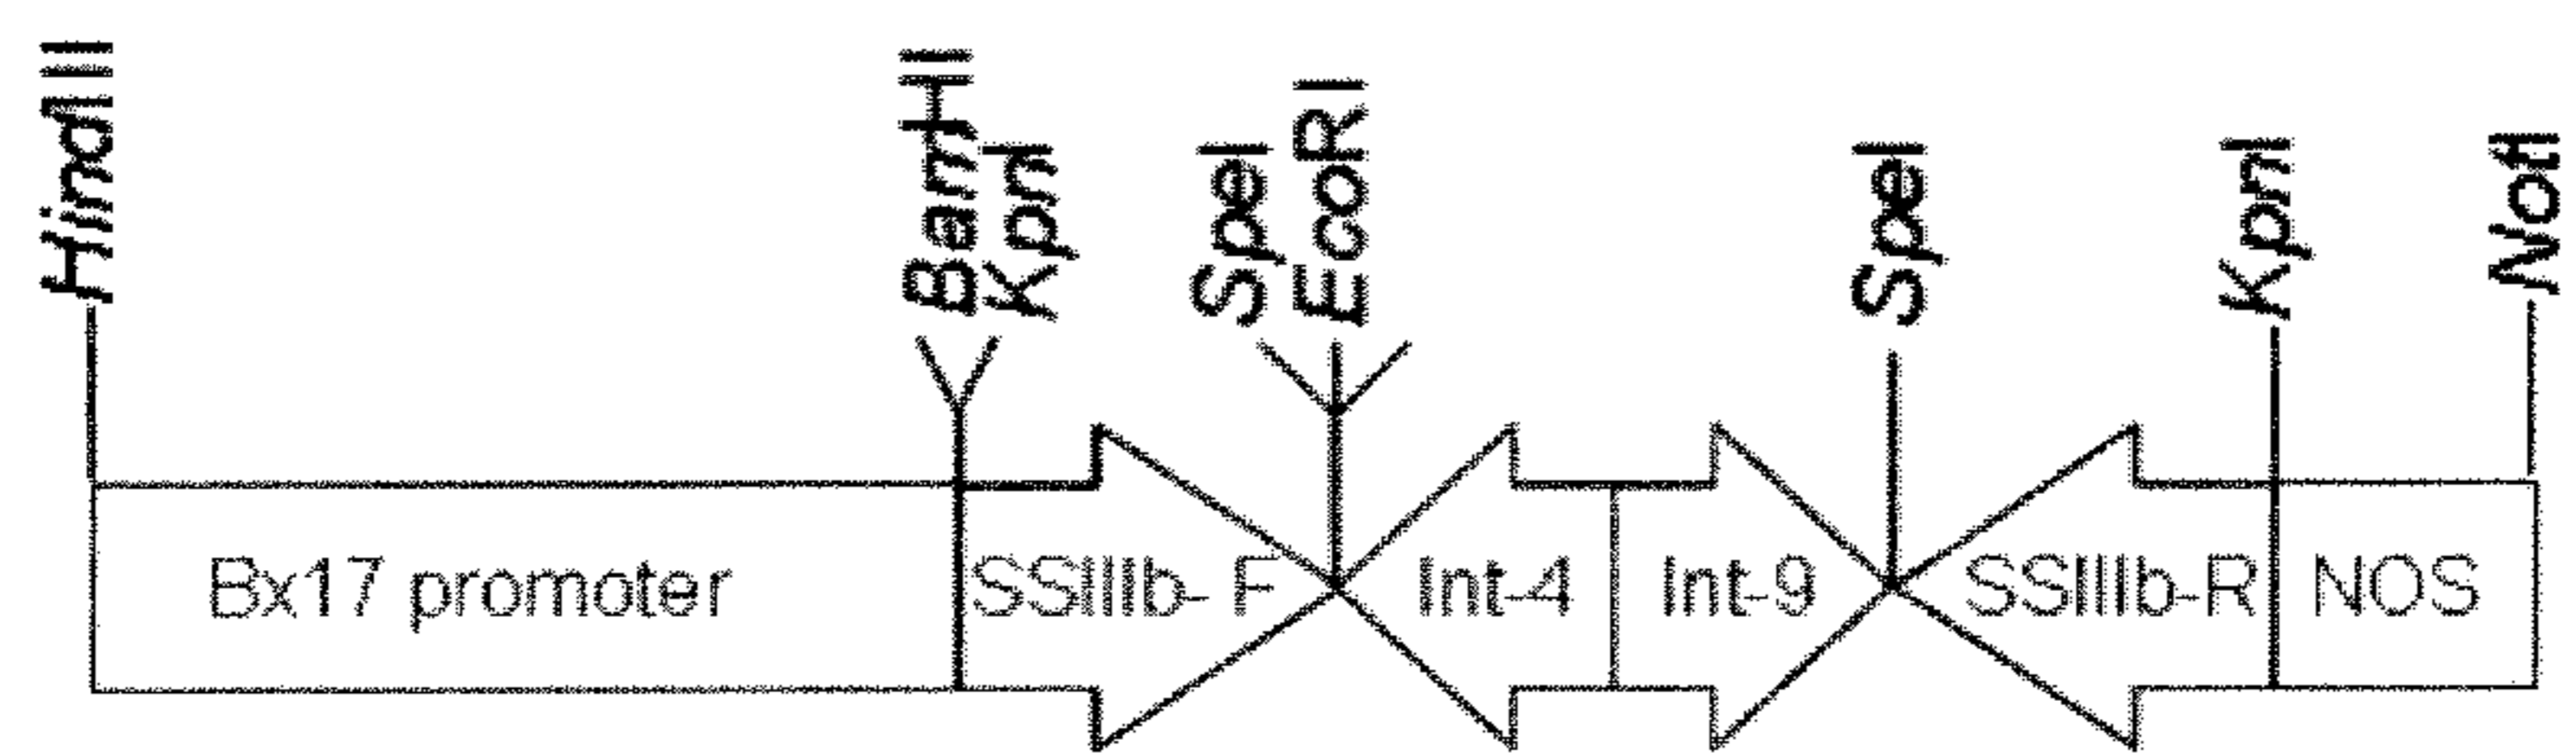 HindIII
BamHI
KpnI
SpeI
EcoRI
SpeI
KpnI
NotI
Bx17 promoter
SSIIIb- F
Int-4
Int-9
SSIIIb-R
NOS